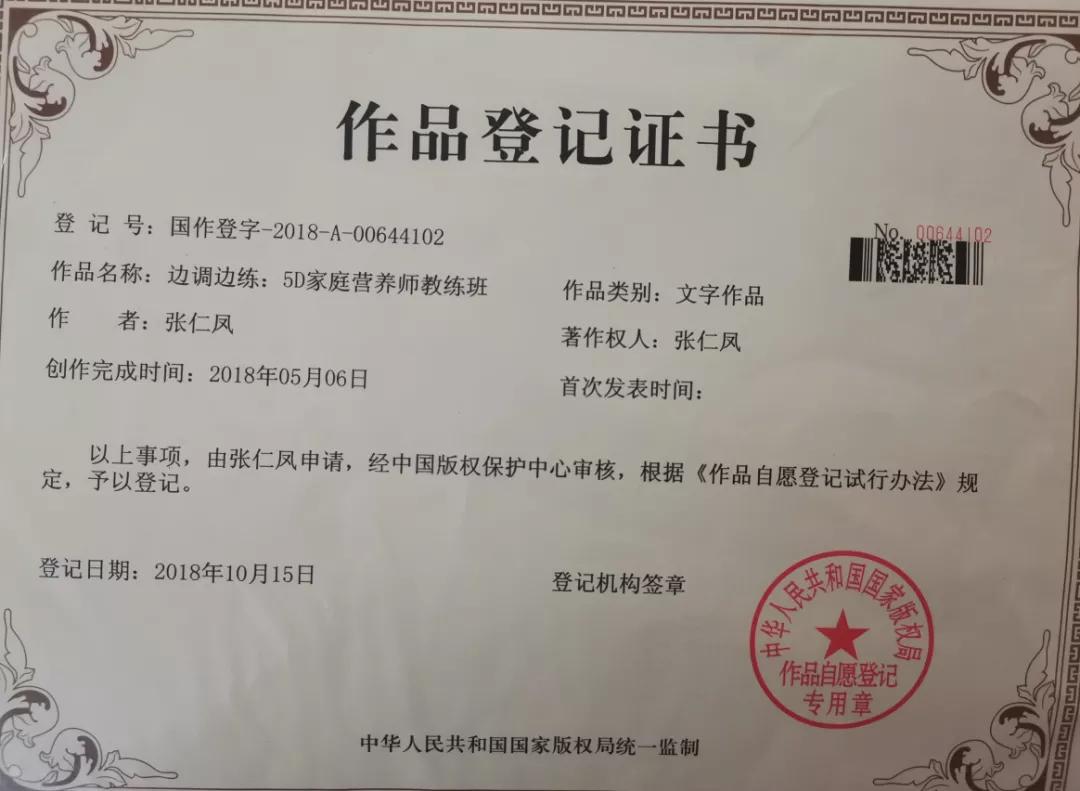 作品登记证书
No. 00644102
登 记 号：国作登字-2018-A-00644102
作品名称：边调边练：5D家庭营养师教练班
作品类别：文字作品
作 者：张仁凤
著作权人：张仁凤
创作完成时间：2018年05月06日
首次发表时间：
以上事项，由张仁凤申请，经中国版权保护中心审核，根据《作品自愿登记试行办法》规
定，予以登记。
登记日期：2018年10月15日
登记机构签章
中华人民共和国国家版权局
作品自愿登记
专用章
中华人民共和国国家版权局统一监制